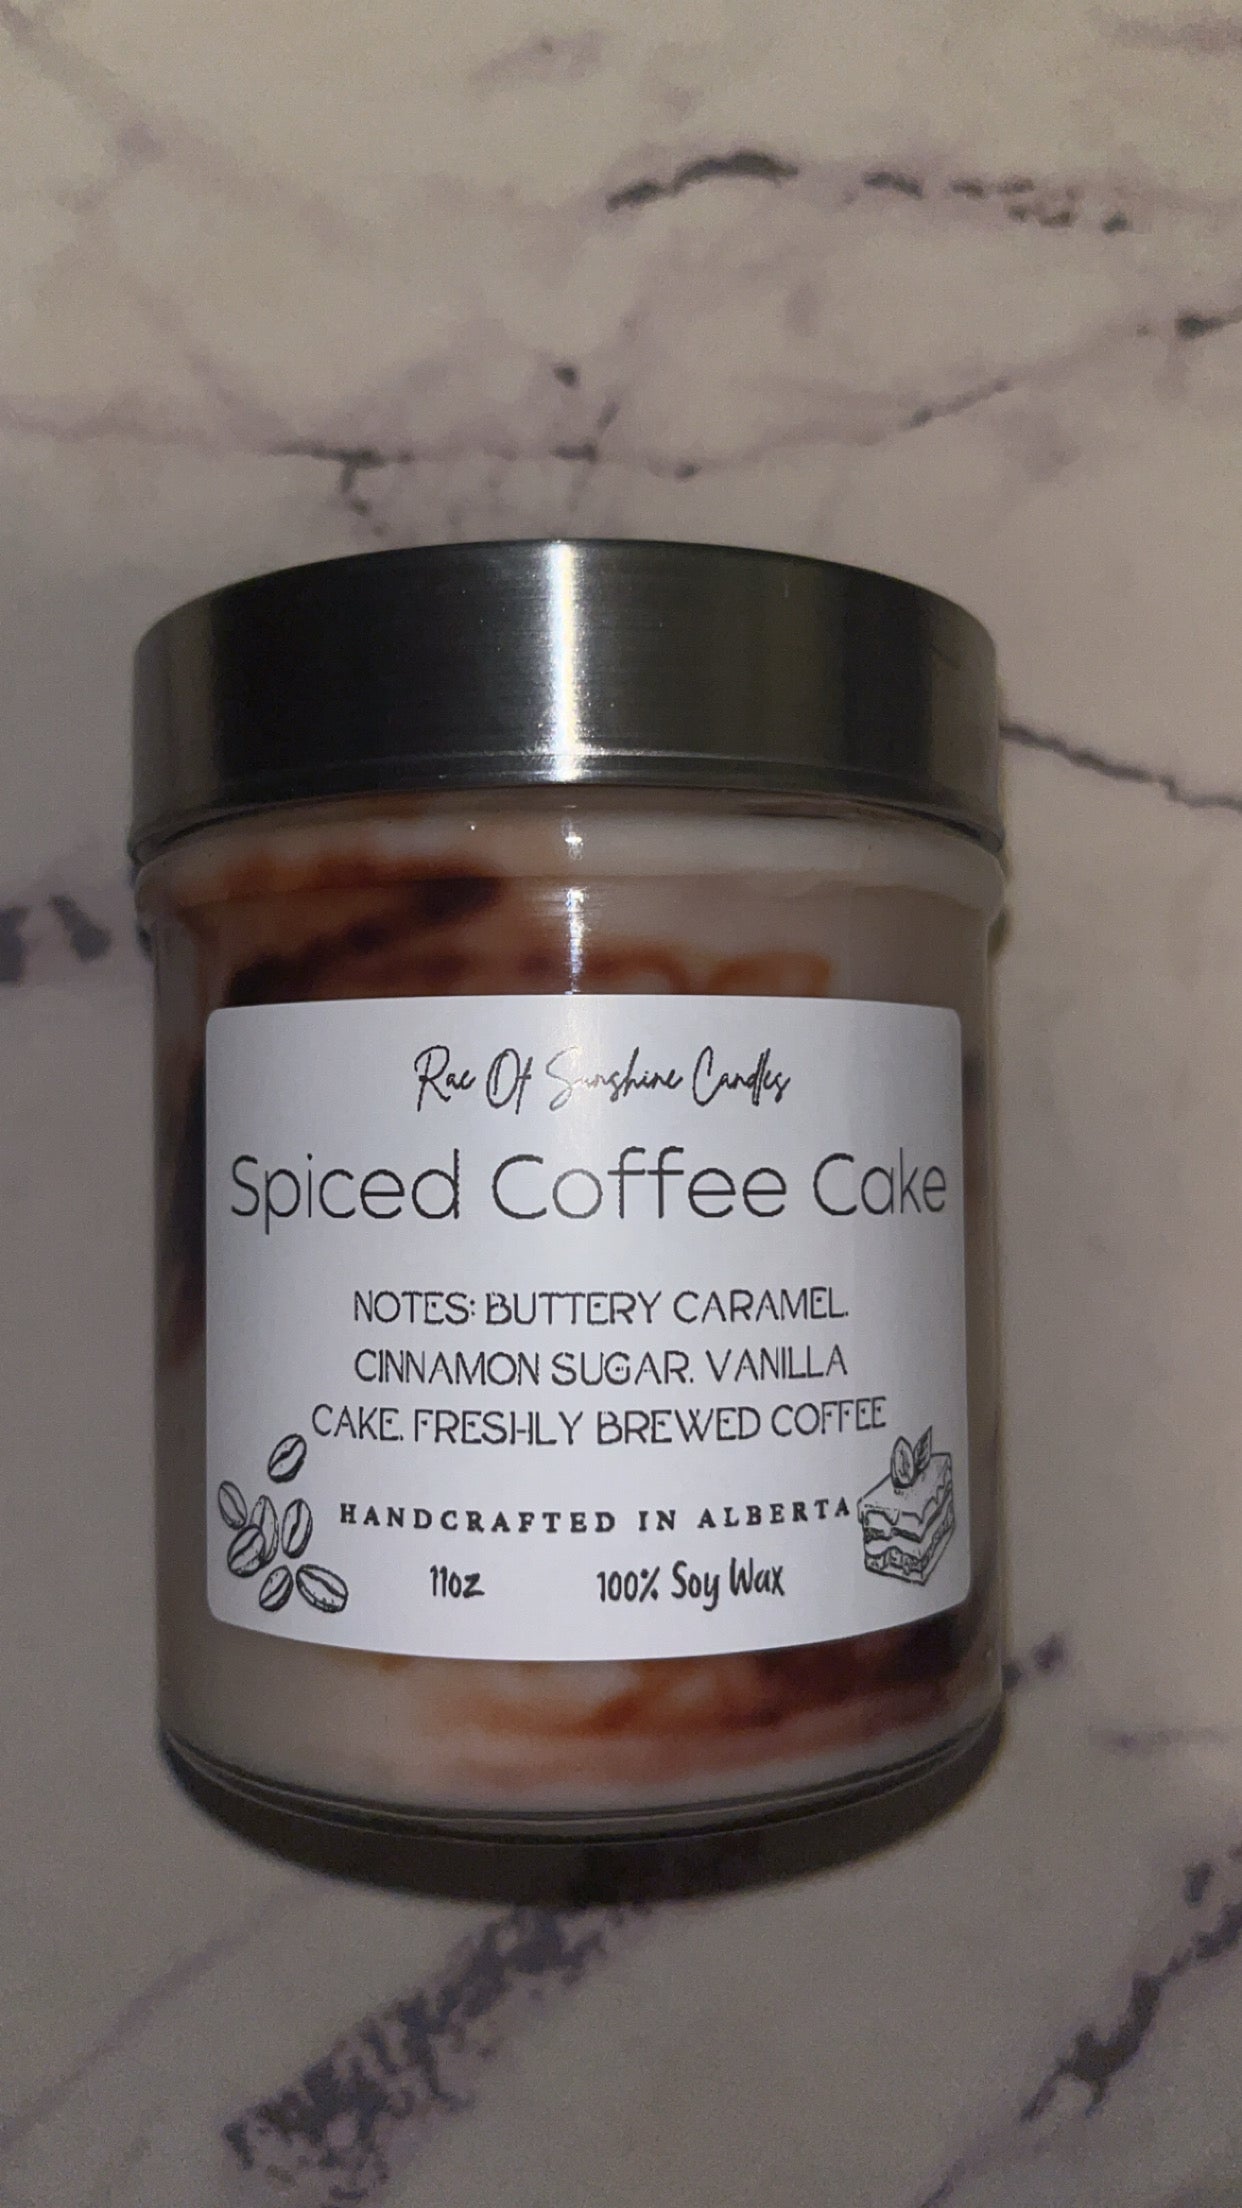 Rae Of Sunshine Candles
Spiced Coffee Cake
NOTES: BUTTERY CARAMEL,
CINNAMON SUGAR, VANILLA
CAKE, FRESHLY BREWED COFFEE
HANDCRAFTED IN ALBERTA
11oz 100% Soy Wax